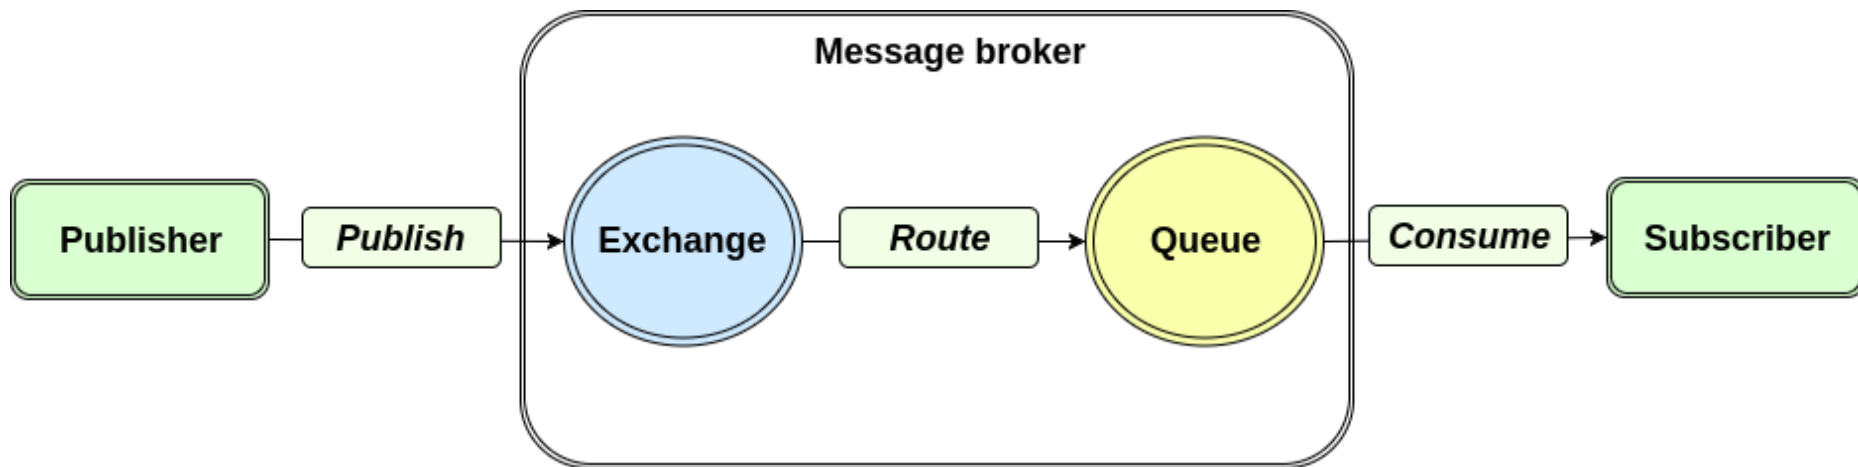 Message broker
Publisher
Publish
Exchange
Route
Queue
Consume
Subscriber